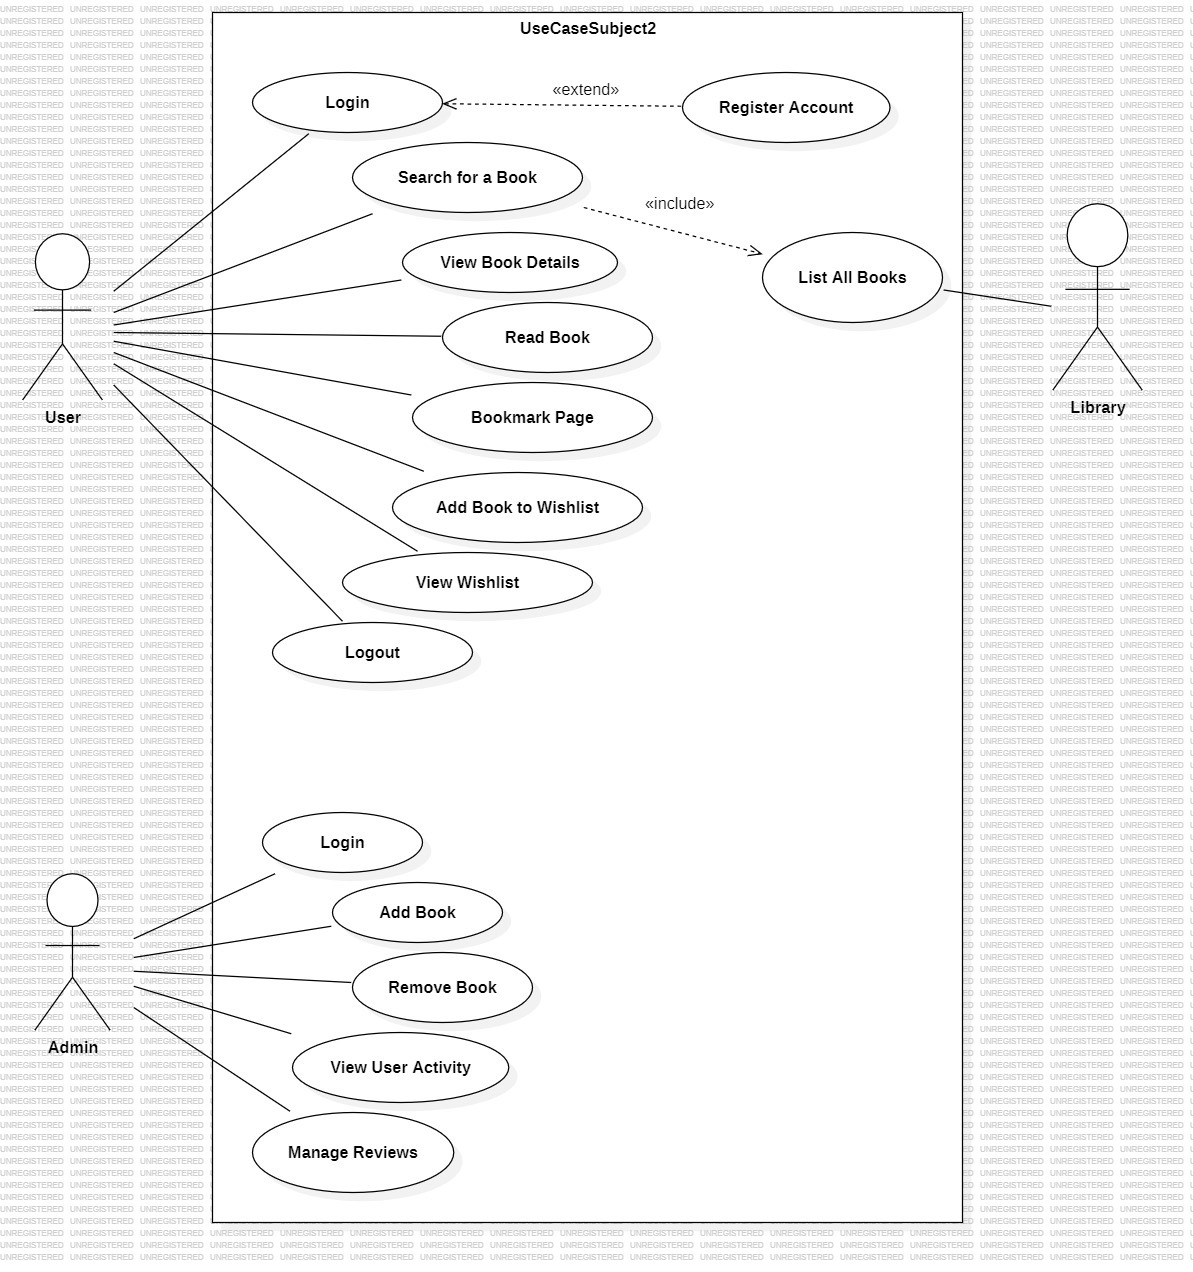 UseCaseSubject2
Login
«extend»
Register Account
Search for a Book
«include»
View Book Details
List All Books
Read Book
User
Library
Bookmark Page
Add Book to Wishlist
View Wishlist
Logout
Login
Add Book
Remove Book
Admin
View User Activity
Manage Reviews
UNREGISTERED